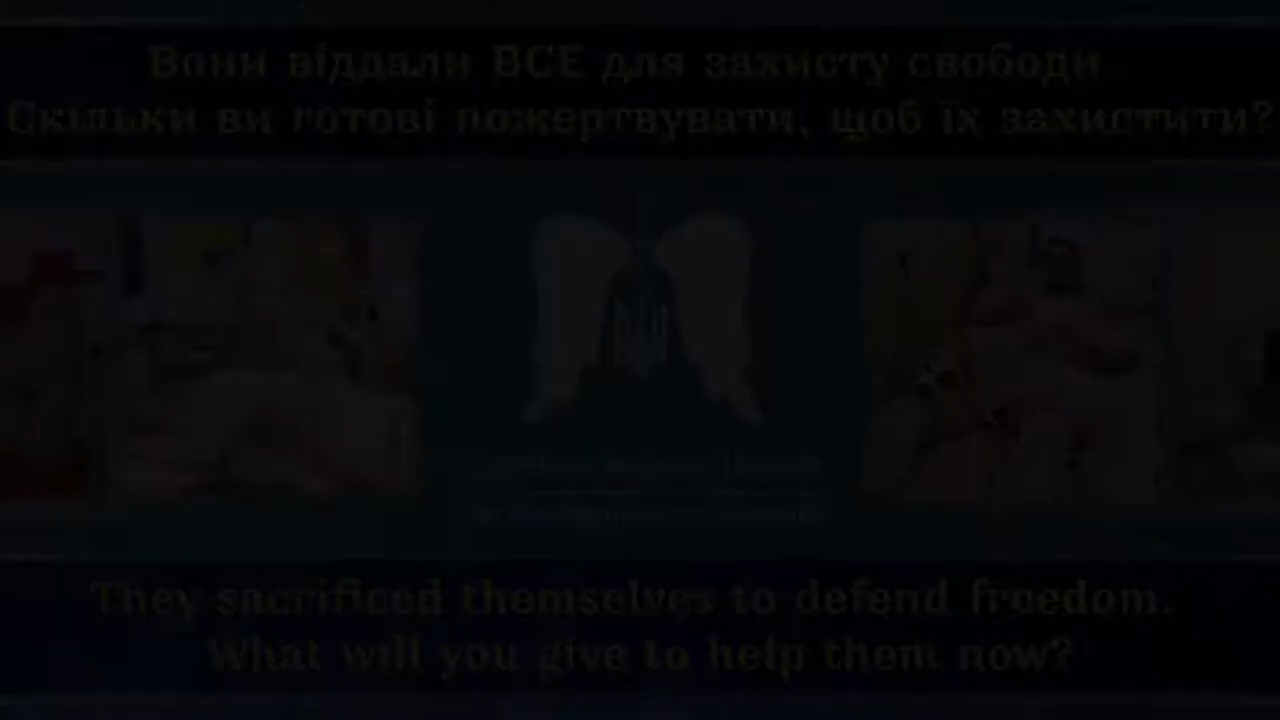 Вони віддали ВСЕ для захисту свободи
Скільки ви готові пожертвувати, щоб їх захистити?
They sacrificed themselves to defend freedom.
What will you give to help them now?